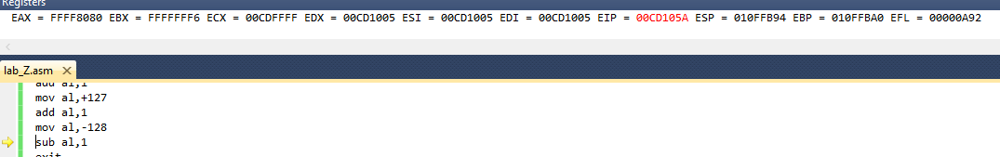 Registers
EAX = FFFF8080 EBX = FFFFFFF6 ECX = 00CDFFFF EDX = 00CD1005 ESI = 00CD1005 EDI = 00CD1005 EIP = 00CD105A ESP = 010FFB94 EBP = 010FFBA0 EFL = 00000A92
lab_Z.asm
add al,1
mov al,+127
add al,1
mov al,-128
sub al,1
exit